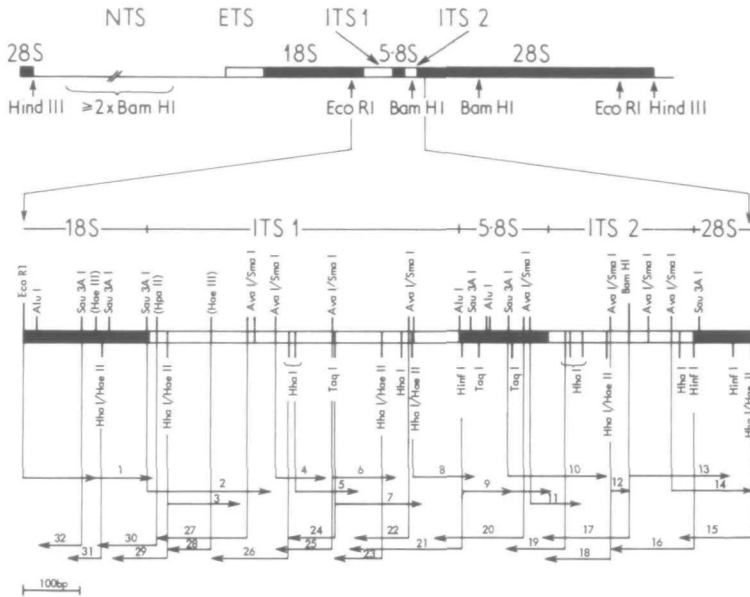 NTS ETS ITS 1 ITS 2
28S 18S 5·8S 28S
Hind III ≥2 x Bam HI Eco RI Bam HI Bam HI Eco RI Hind III
18S ITS 1 5·8S ITS 2 28S
Eco RI
Alu I
Sau 3A I
(Hae III)
Sau 3A I
Sau 3A I
(Hpa II)
(Hae III)
Ava I/Sma I
Ava I/Sma I
Ava I/Sma I
Ava I/Sma I
Alu I
Sau 3A I
Alu I
Sau 3A I
Ava I/Sma I
Ava I/Sma I
Bam HI
Ava I/Sma I
Ava I/Sma I
Sau 3A I
Hha I/Hae II
Hha I/Hae II
Hha I
Taq I
Hha I/Hae II
Hha I
Hha I/Hae II
Hinf I
Taq I
Taq I
Hha I
Hha I/Hae II
Hha I
Hinf I
Hinf I
Hha I/Hae II
1 4 6 8 10 13
2 5 9 12 14
3 7 11
27 24 22 20 17 15
32 30 28 25 21 19 16
31 29 26 23 18
100bp